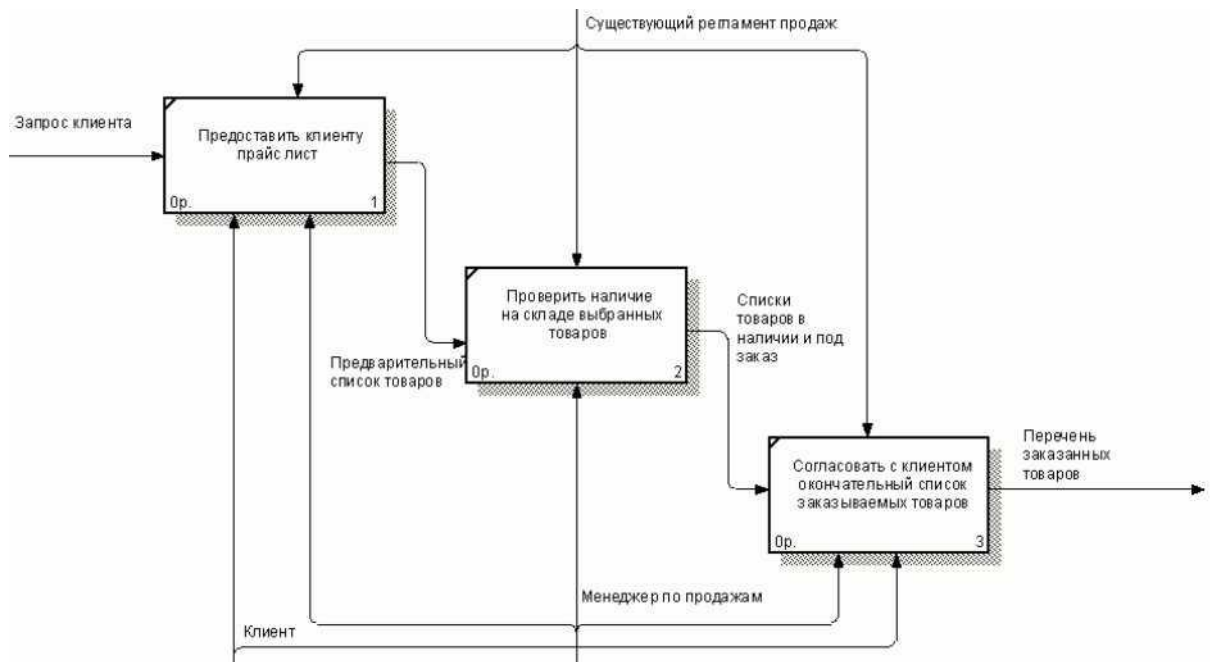 Существующий регламент продаж
Запрос клиента
Предоставить клиенту
прайс лист
0р.
1
Проверить наличие
на складе выбранных
товаров
0р.
2
Предварительный
список товаров
Списки
товаров в
наличии и под
заказ
Согласовать с клиентом
окончательный список
заказываемых товаров
0р.
3
Перечень
заказанных
товаров
Менеджер по продажам
Клиент